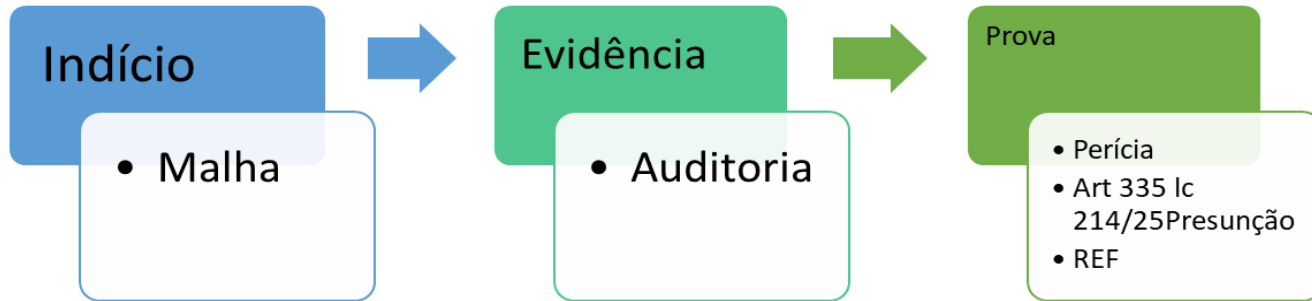 Indício
• Malha
Evidência
• Auditoria
Prova
• Perícia
• Art 335 lc
214/25Presunção
• REF